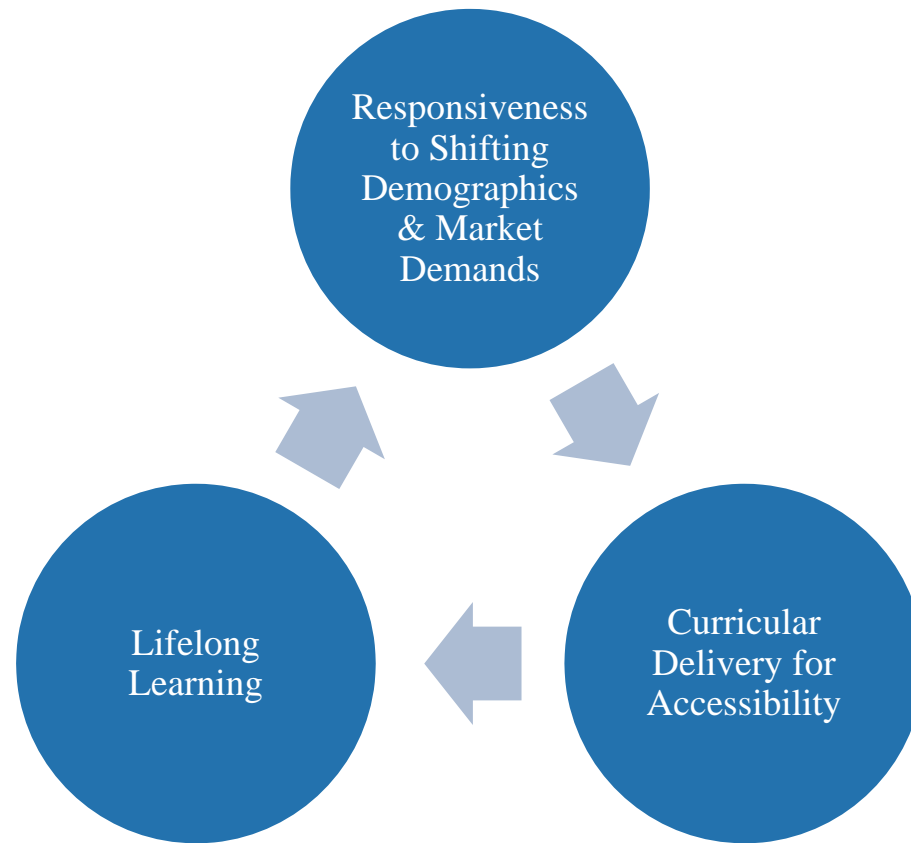 Responsiveness
to Shifting
Demographics
& Market
Demands
Lifelong
Learning
Curricular
Delivery for
Accessibility